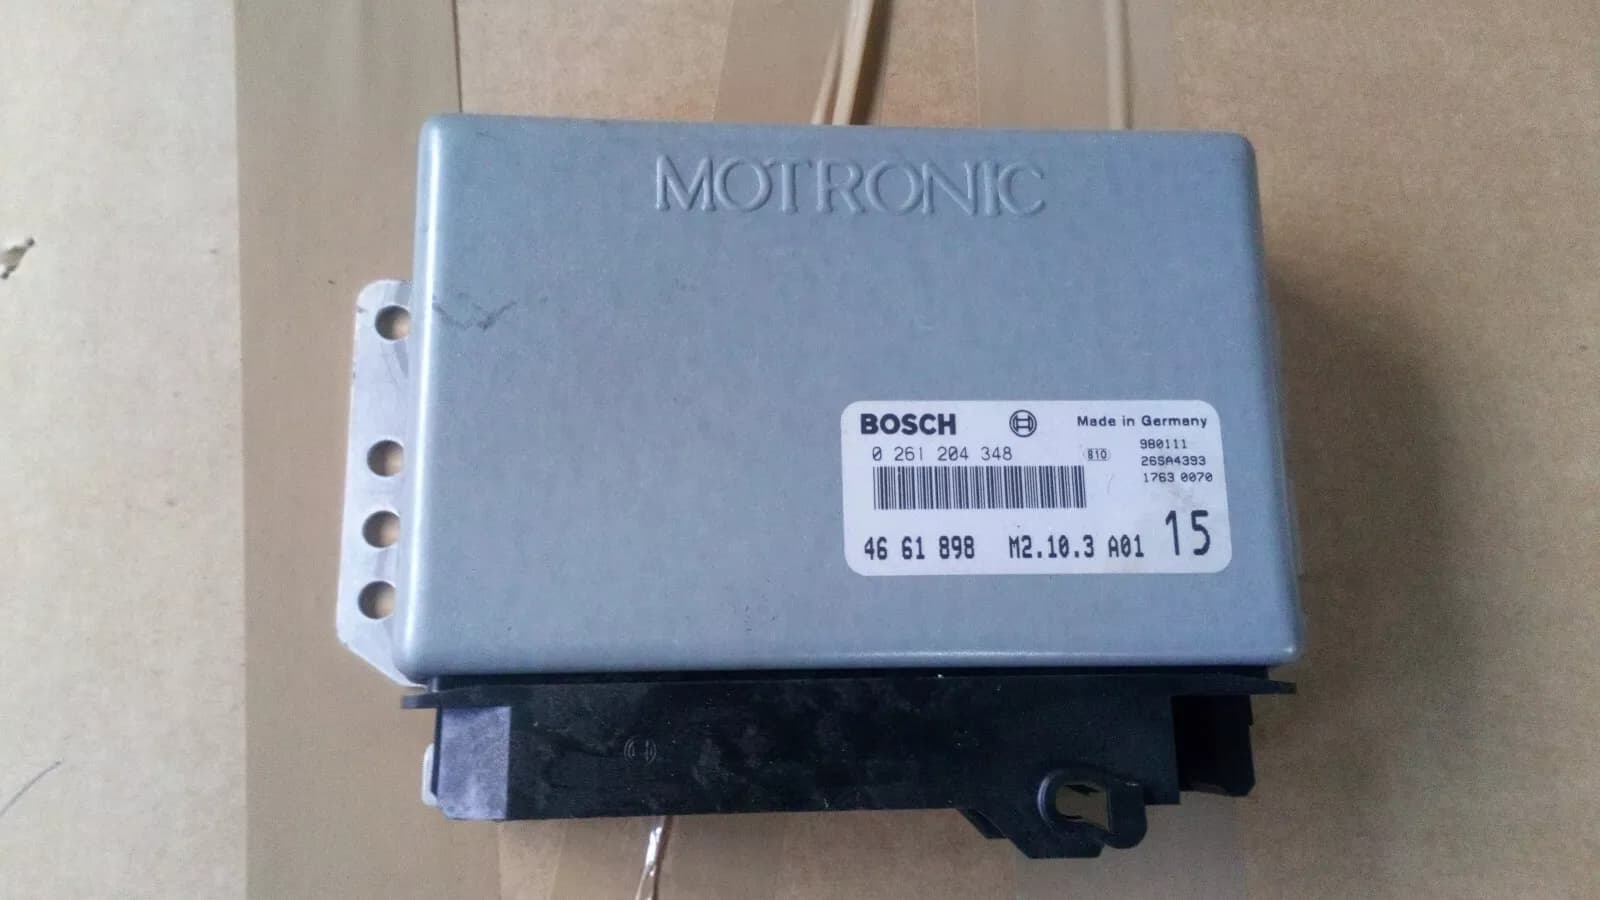 MOTRONIC
BOSCH Made in Germany
0 261 204 348 810 980111
26SA4393
1763 0070
46 61 898 M2.10.3 A01 15